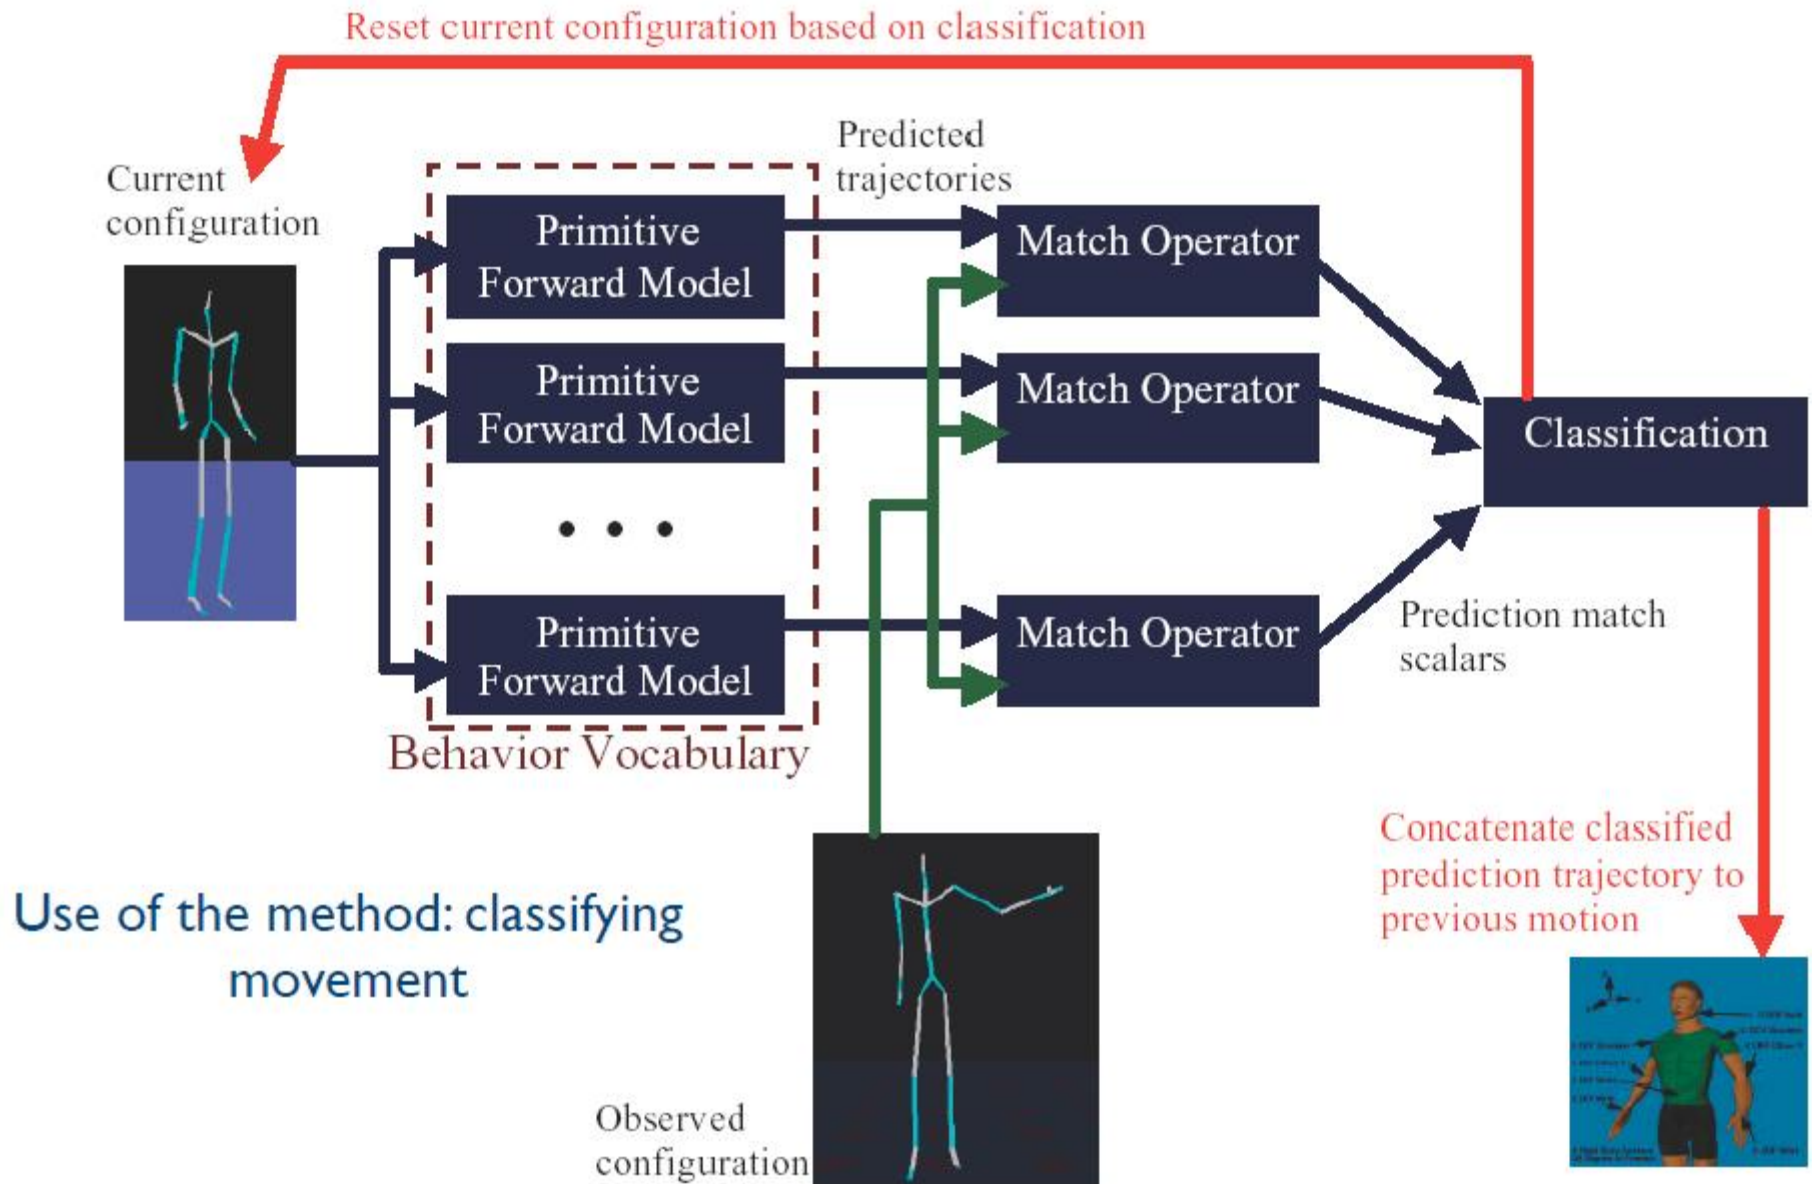 Reset current configuration based on classification
Current
configuration
Predicted
trajectories
Primitive
Forward Model
Match Operator
Primitive
Forward Model
Match Operator
Classification
• • •
Primitive
Forward Model
Match Operator
Prediction match
scalars
Behavior Vocabulary
Use of the method: classifying
movement
Concatenate classified
prediction trajectory to
previous motion
Observed
configuration